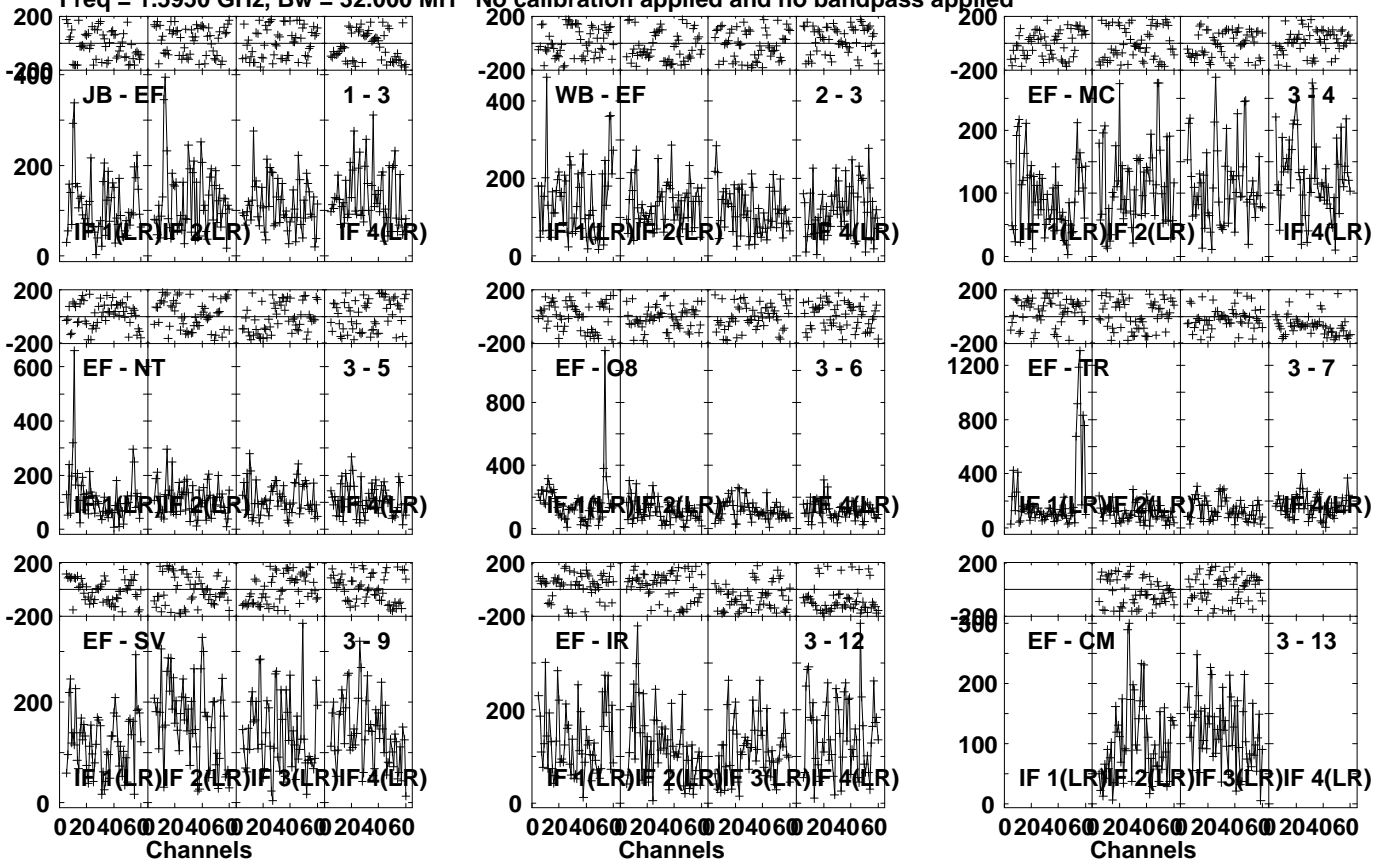 Freq = 1.5950 GHz, Bw = 32.000 MH No calibration applied and no bandpass applied
200
-200
400
200
0
JB - EF 1 - 3
IF 1(LR) IF 2(LR) IF 4(LR)
200
-200
400
200
0
WB - EF 2 - 3
IF 1(LR) IF 2(LR) IF 4(LR)
200
-200
200
100
0
EF - MC 3 - 4
IF 1(LR) IF 2(LR) IF 4(LR)
200
-200
600
400
200
0
EF - NT 3 - 5
IF 1(LR) IF 2(LR) IF 4(LR)
200
-200
800
400
0
EF - O8 3 - 6
IF 1(LR) IF 2(LR) IF 4(LR)
200
-200
1200
800
400
0
EF - TR 3 - 7
IF 1(LR) IF 2(LR) IF 4(LR)
200
-200
200
0
EF - SV 3 - 9
IF 1(LR) IF 2(LR) IF 3(LR) IF 4(LR)
0 20 40 60 0 20 40 60 0 20 40 60 0 20 40 60
Channels
200
-200
200
100
0
EF - IR 3 - 12
IF 1(LR) IF 2(LR) IF 3(LR) IF 4(LR)
0 20 40 60 0 20 40 60 0 20 40 60 0 20 40 60
Channels
200
-200
300
200
100
0
EF - CM 3 - 13
IF 1(LR) IF 2(LR) IF 3(LR) IF 4(LR)
0 20 40 60 0 20 40 60 0 20 40 60 0 20 40 60
Channels